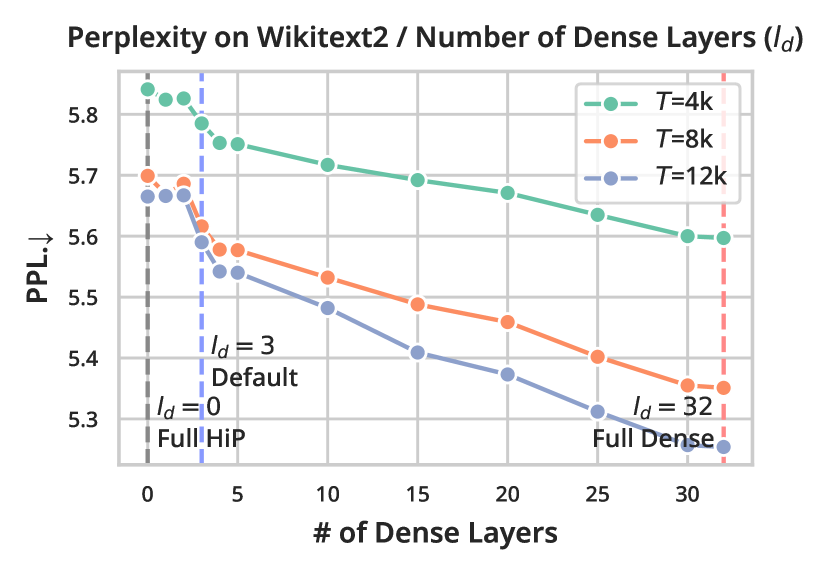 Perplexity on Wikitext2 / Number of Dense Layers (l_d)
T=4k
T=8k
T=12k
5.8
5.7
5.6
5.5
5.4
5.3
PPL.↓
l_d = 3
Default
l_d = 0
Full HiP
l_d = 32
Full Dense
0 5 10 15 20 25 30
# of Dense Layers